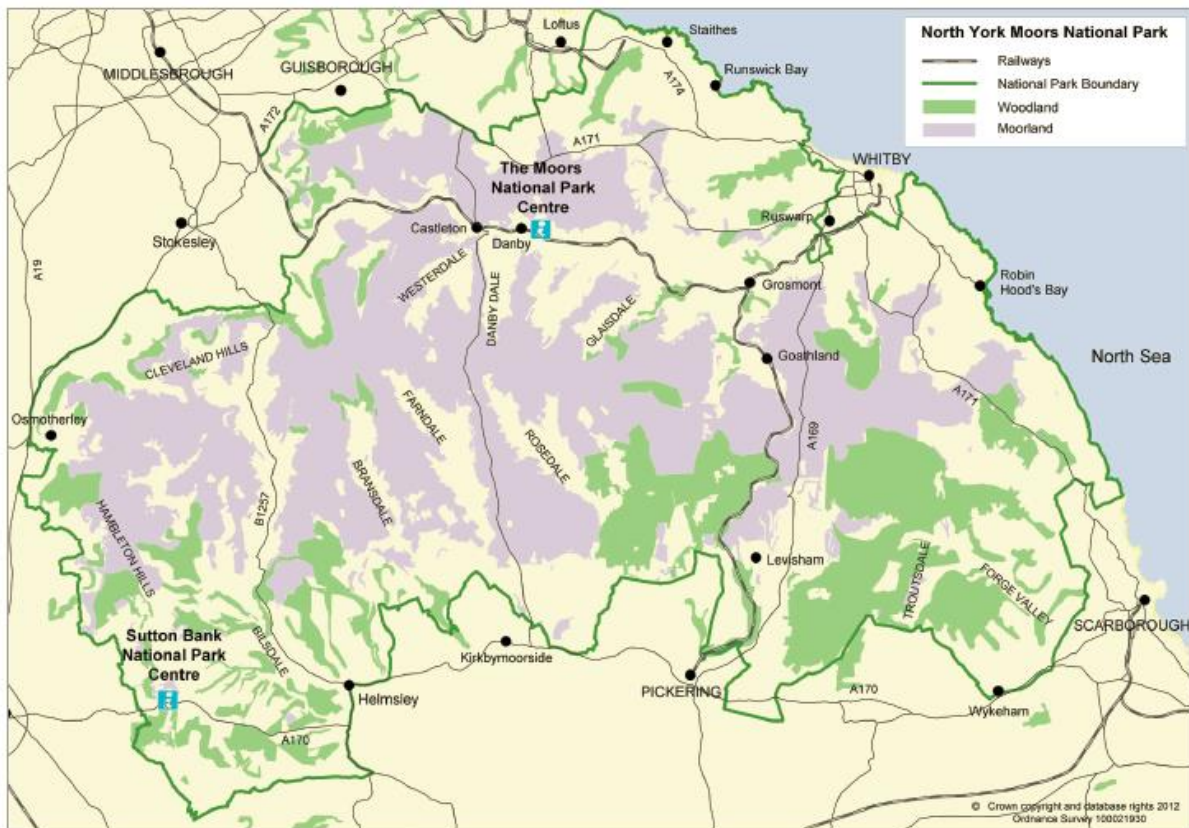 North York Moors National Park
Railways
National Park Boundary
Woodland
Moorland
Loftus
Staithes
MIDDLESBROUGH
GUISBOROUGH
Runswick Bay
A174
A172
A171
WHITBY
The Moors
National Park
Centre
Stokesley
Castleton
Danby
Ruswarp
A19
WESTERDALE
DANBY DALE
GLAISDALE
Grosmont
Robin
Hood's Bay
North Sea
CLEVELAND HILLS
Goathland
A171
Osmotherley
FARNDALE
ROSEDALE
A169
BRANSDALE
B1257
HAMBLETON HILLS
Levisham
TROUTSDALE
FORGE VALLEY
SCARBOROUGH
Sutton Bank
National Park
Centre
BILSDALE
Kirkbymoorside
Helmsley
PICKERING
A170
Wykeham
A170
© Crown copyright and database rights 2012
Ordnance Survey 100021930